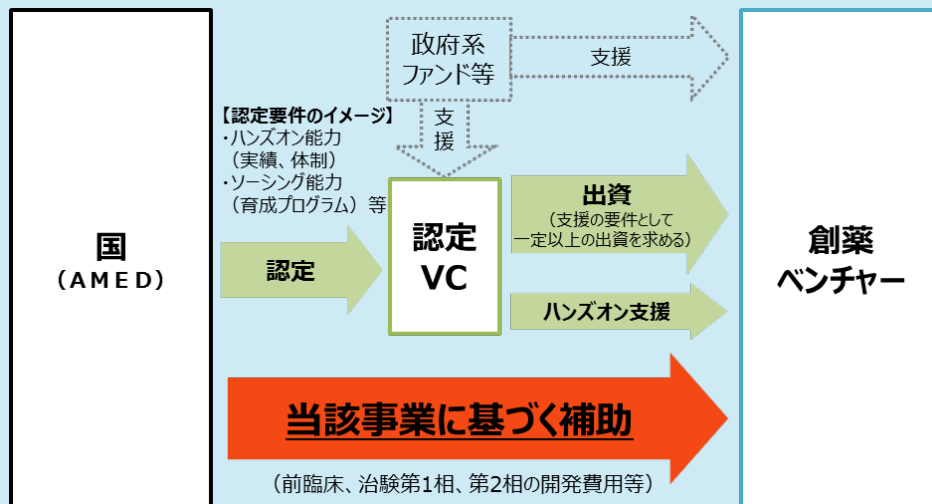 政府系
ファンド等
支援
【認定要件のイメージ】
・ハンズオン能力
（実績、体制）
・ソーシング能力
（育成プログラム）等
支
援
国
（AMED）
認定
認定
VC
出資
（支援の要件として
一定以上の出資を求める）
ハンズオン支援
創薬
ベンチャー
当該事業に基づく補助
（前臨床、治験第1相、第2相の開発費用等）